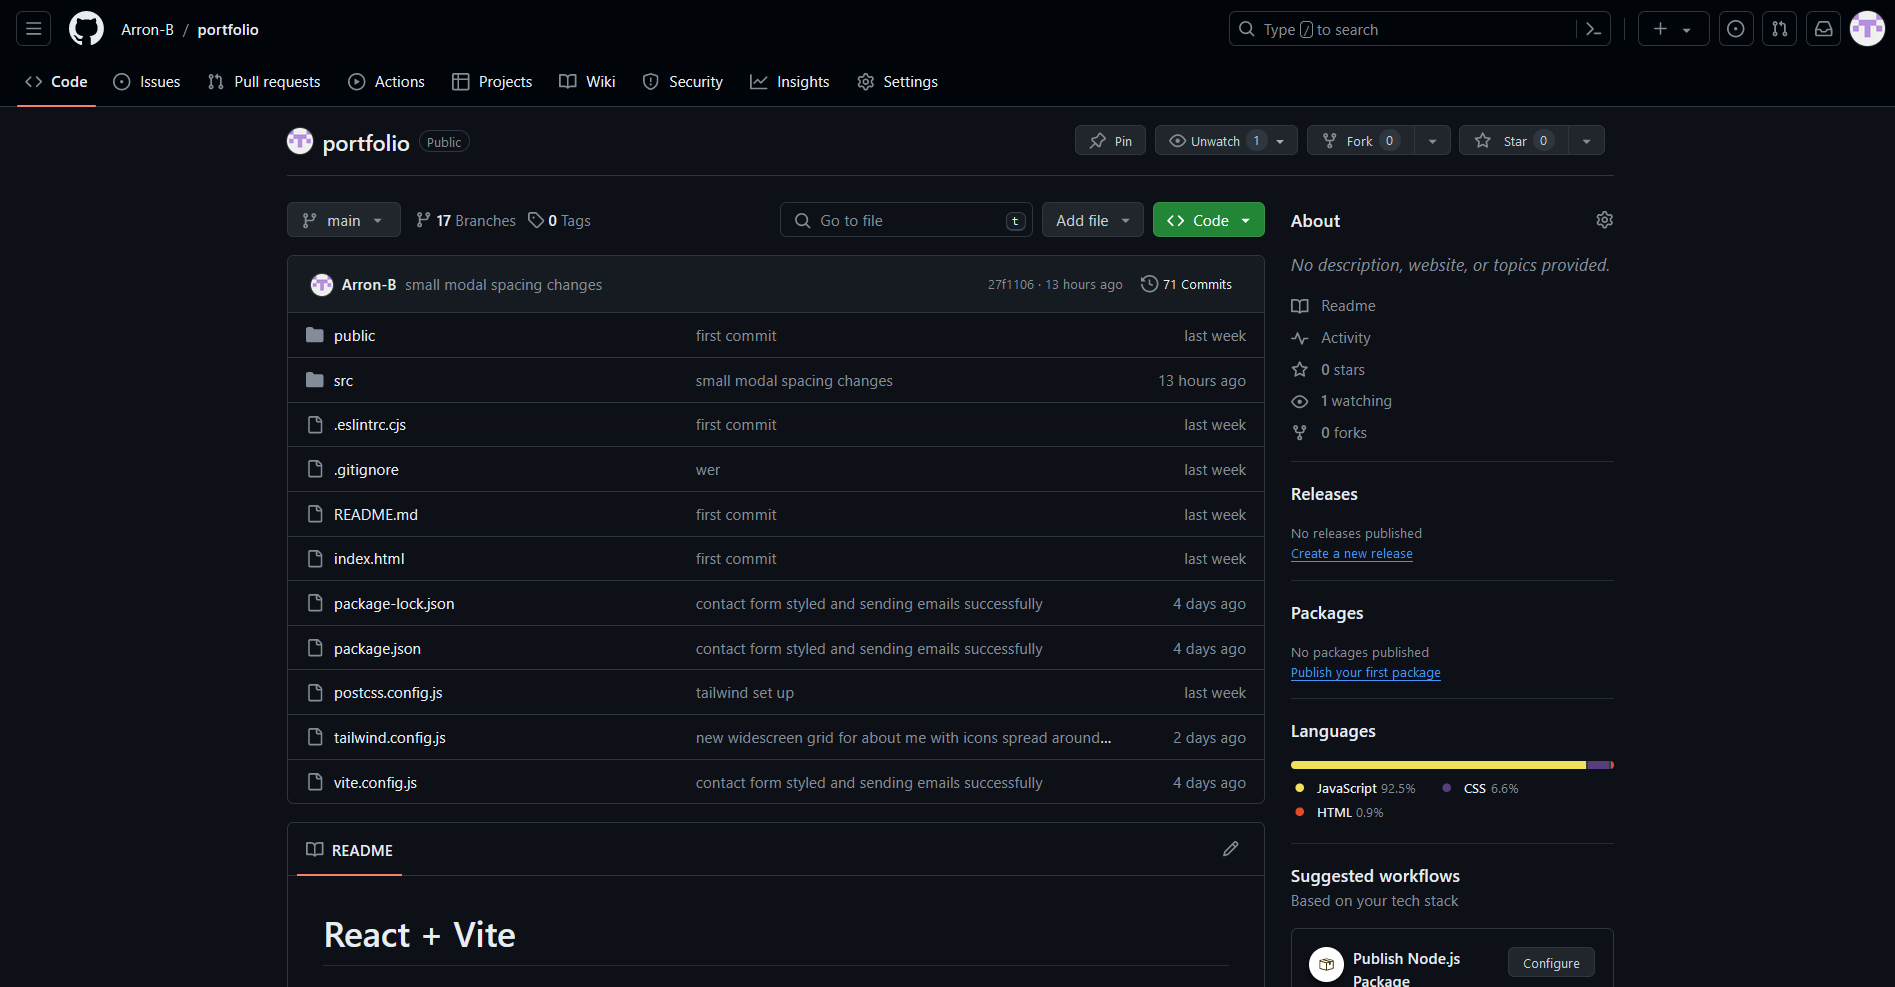 Arron-B / portfolio
Type / to search
Code Issues Pull requests Actions Projects Wiki Security Insights Settings
portfolio Public
Pin Unwatch 1 Fork 0 Star 0
main 17 Branches 0 Tags
Go to file t Add file Code
Arron-B small modal spacing changes 27f1106 · 13 hours ago 71 Commits
public first commit last week
src small modal spacing changes 13 hours ago
.eslintrc.cjs first commit last week
.gitignore wer last week
README.md first commit last week
index.html first commit last week
package-lock.json contact form styled and sending emails successfully 4 days ago
package.json contact form styled and sending emails successfully 4 days ago
postcss.config.js tailwind set up last week
tailwind.config.js new widescreen grid for about me with icons spread around... 2 days ago
vite.config.js contact form styled and sending emails successfully 4 days ago
README
React + Vite
About
No description, website, or topics provided.
Readme
Activity
0 stars
1 watching
0 forks
Releases
No releases published
Create a new release
Packages
No packages published
Publish your first package
Languages
JavaScript 92.5% CSS 6.6%
HTML 0.9%
Suggested workflows
Based on your tech stack
Publish Node.js
Package
Configure